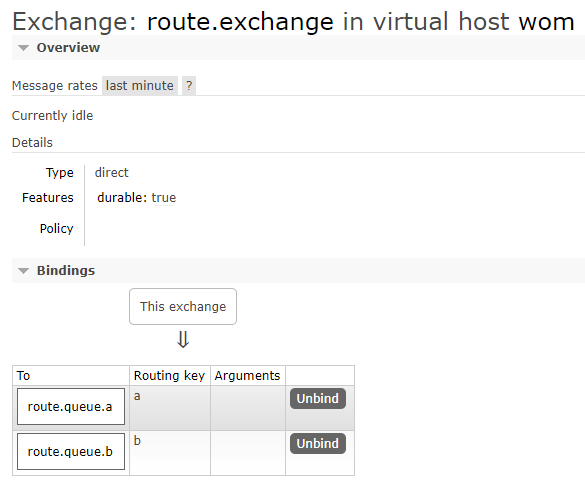 Exchange: route.exchange in virtual host wom
Overview
Message rates last minute ?
Currently idle
Details
Type direct
Features durable: true
Policy
Bindings
This exchange
⇓
To Routing key Arguments
route.queue.a a Unbind
route.queue.b b Unbind